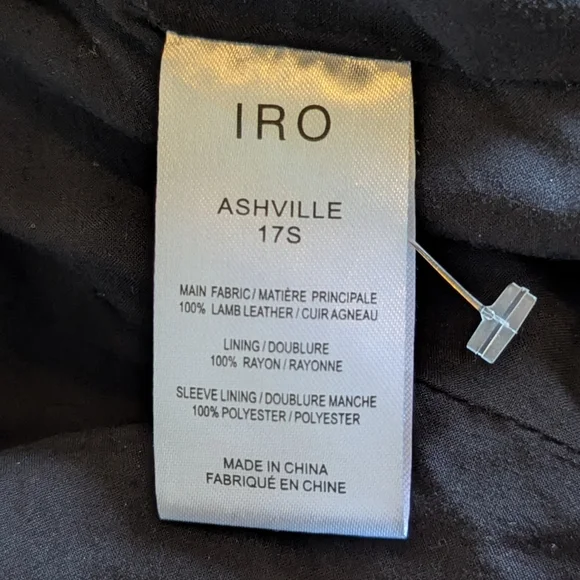 IRO
ASHVILLE
17S
MAIN FABRIC / MATIÈRE PRINCIPALE
100% LAMB LEATHER / CUIR AGNEAU
LINING / DOUBLURE
100% RAYON / RAYONNE
SLEEVE LINING / DOUBLURE MANCHE
100% POLYESTER / POLYESTER
MADE IN CHINA
FABRIQUÉ EN CHINE